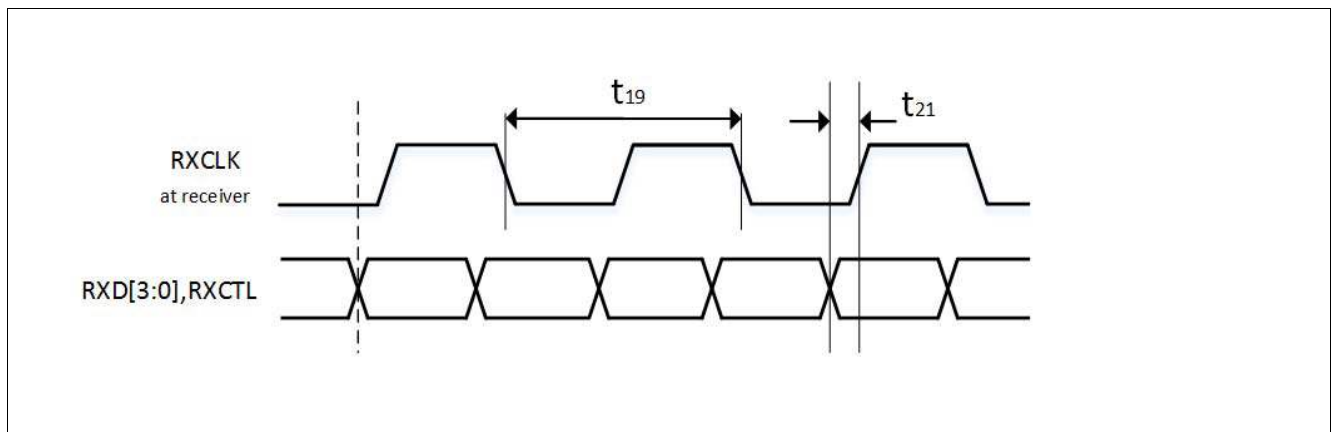 t19
t21
RXCLK
at receiver
RXD[3:0],RXCTL